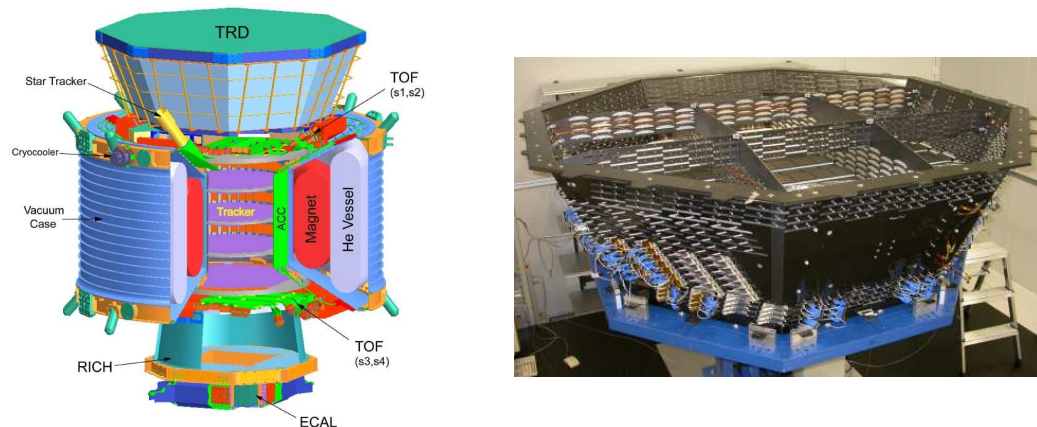 TRD
Star Tracker
TOF
(s1,s2)
Cryocooler
Vacuum
Case
Tracker
ACC
Magnet
He Vessel
TOF
(s3,s4)
RICH
ECAL